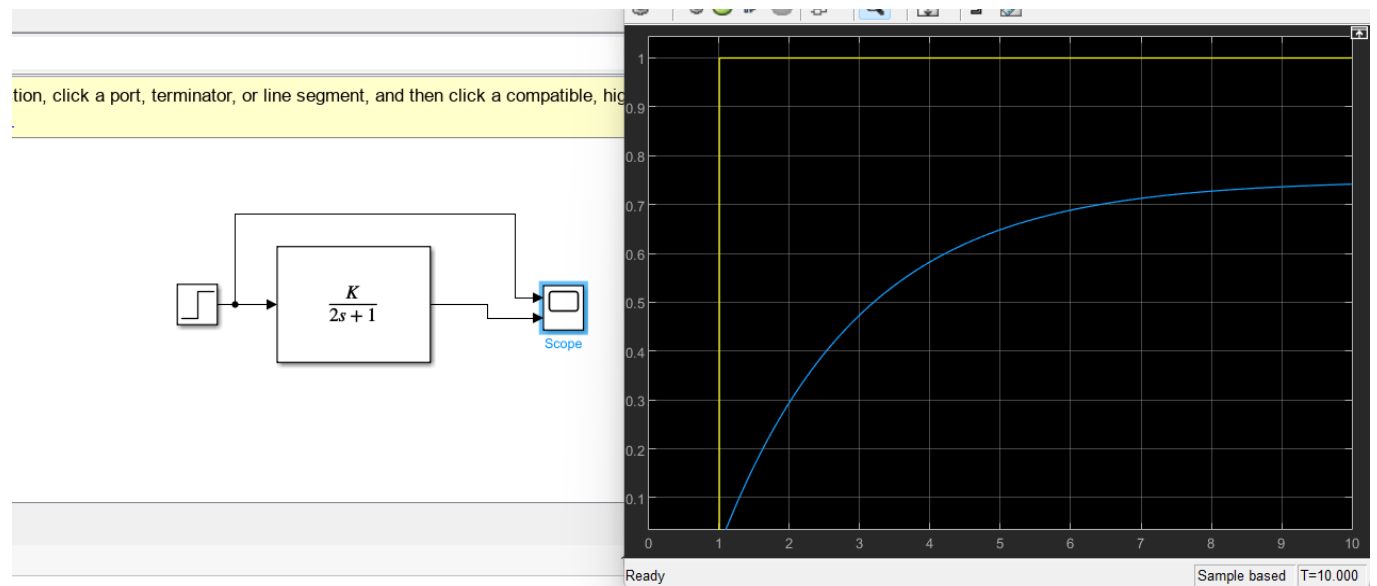 tion, click a port, terminator, or line segment, and then click a compatible, hig
K
2s + 1
Scope
1
0.9
0.8
0.7
0.6
0.5
0.4
0.3
0.2
0.1
0 1 2 3 4 5 6 7 8 9 10
Ready Sample based T=10.000